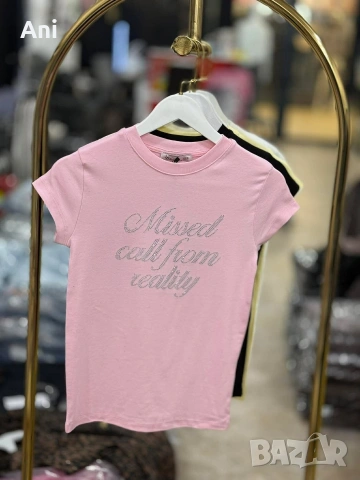 Ani
Missed
call from
reality
BAZAR